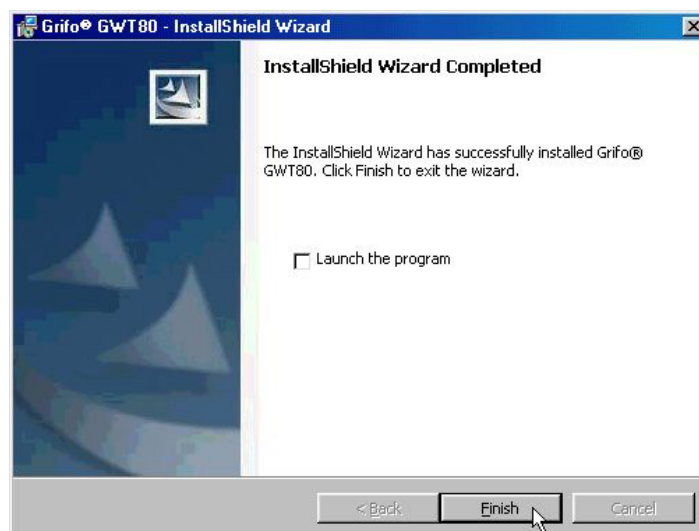 Grifo® GWT80 - InstallShield Wizard
InstallShield Wizard Completed
The InstallShield Wizard has successfully installed Grifo®
GWT80. Click Finish to exit the wizard.
Launch the program
< Back
Finish
Cancel